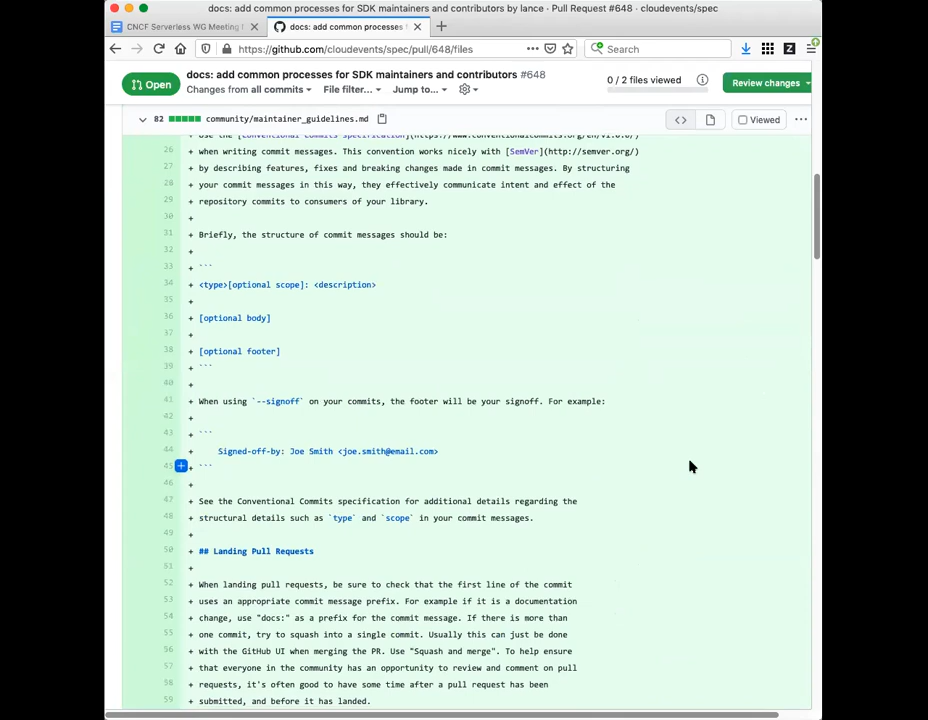 docs: add common processes for SDK maintainers and contributors by lance · Pull Request #648 · cloudevents/spec
CNCF Serverless WG Meeting
docs: add common processes f
https://github.com/cloudevents/spec/pull/648/files
Search
Open
docs: add common processes for SDK maintainers and contributors #648
Changes from all commits
File filter...
Jump to...
0 / 2 files viewed
Review changes
82
community/maintainer_guidelines.md
Viewed
use the [Conventional Commits Specification](https://www.conventionalcommits.org/en/v1.0.0/)
26 + when writing commit messages. This convention works nicely with [SemVer](http://semver.org/)
27 + by describing features, fixes and breaking changes made in commit messages. By structuring
28 + your commit messages in this way, they effectively communicate intent and effect of the
29 + repository commits to consumers of your library.
30 +
31 + Briefly, the structure of commit messages should be:
32 +
33 + ```
34 + <type>[optional scope]: <description>
35 +
36 + [optional body]
37 +
38 + [optional footer]
39 + ```
40 +
41 + When using `--signoff` on your commits, the footer will be your signoff. For example:
42 +
43 + ```
44 + Signed-off-by: Joe Smith <joe.smith@email.com>
45 + ```
46 +
47 + See the Conventional Commits specification for additional details regarding the
48 + structural details such as `type` and `scope` in your commit messages.
49 +
50 + ## Landing Pull Requests
51 +
52 + When landing pull requests, be sure to check that the first line of the commit
53 + uses an appropriate commit message prefix. For example if it is a documentation
54 + change, use "docs:" as a prefix for the commit message. If there is more than
55 + one commit, try to squash into a single commit. Usually this can just be done
56 + with the GitHub UI when merging the PR. Use "Squash and merge". To help ensure
57 + that everyone in the community has an opportunity to review and comment on pull
58 + requests, it's often good to have some time after a pull request has been
59 + submitted, and before it has landed.